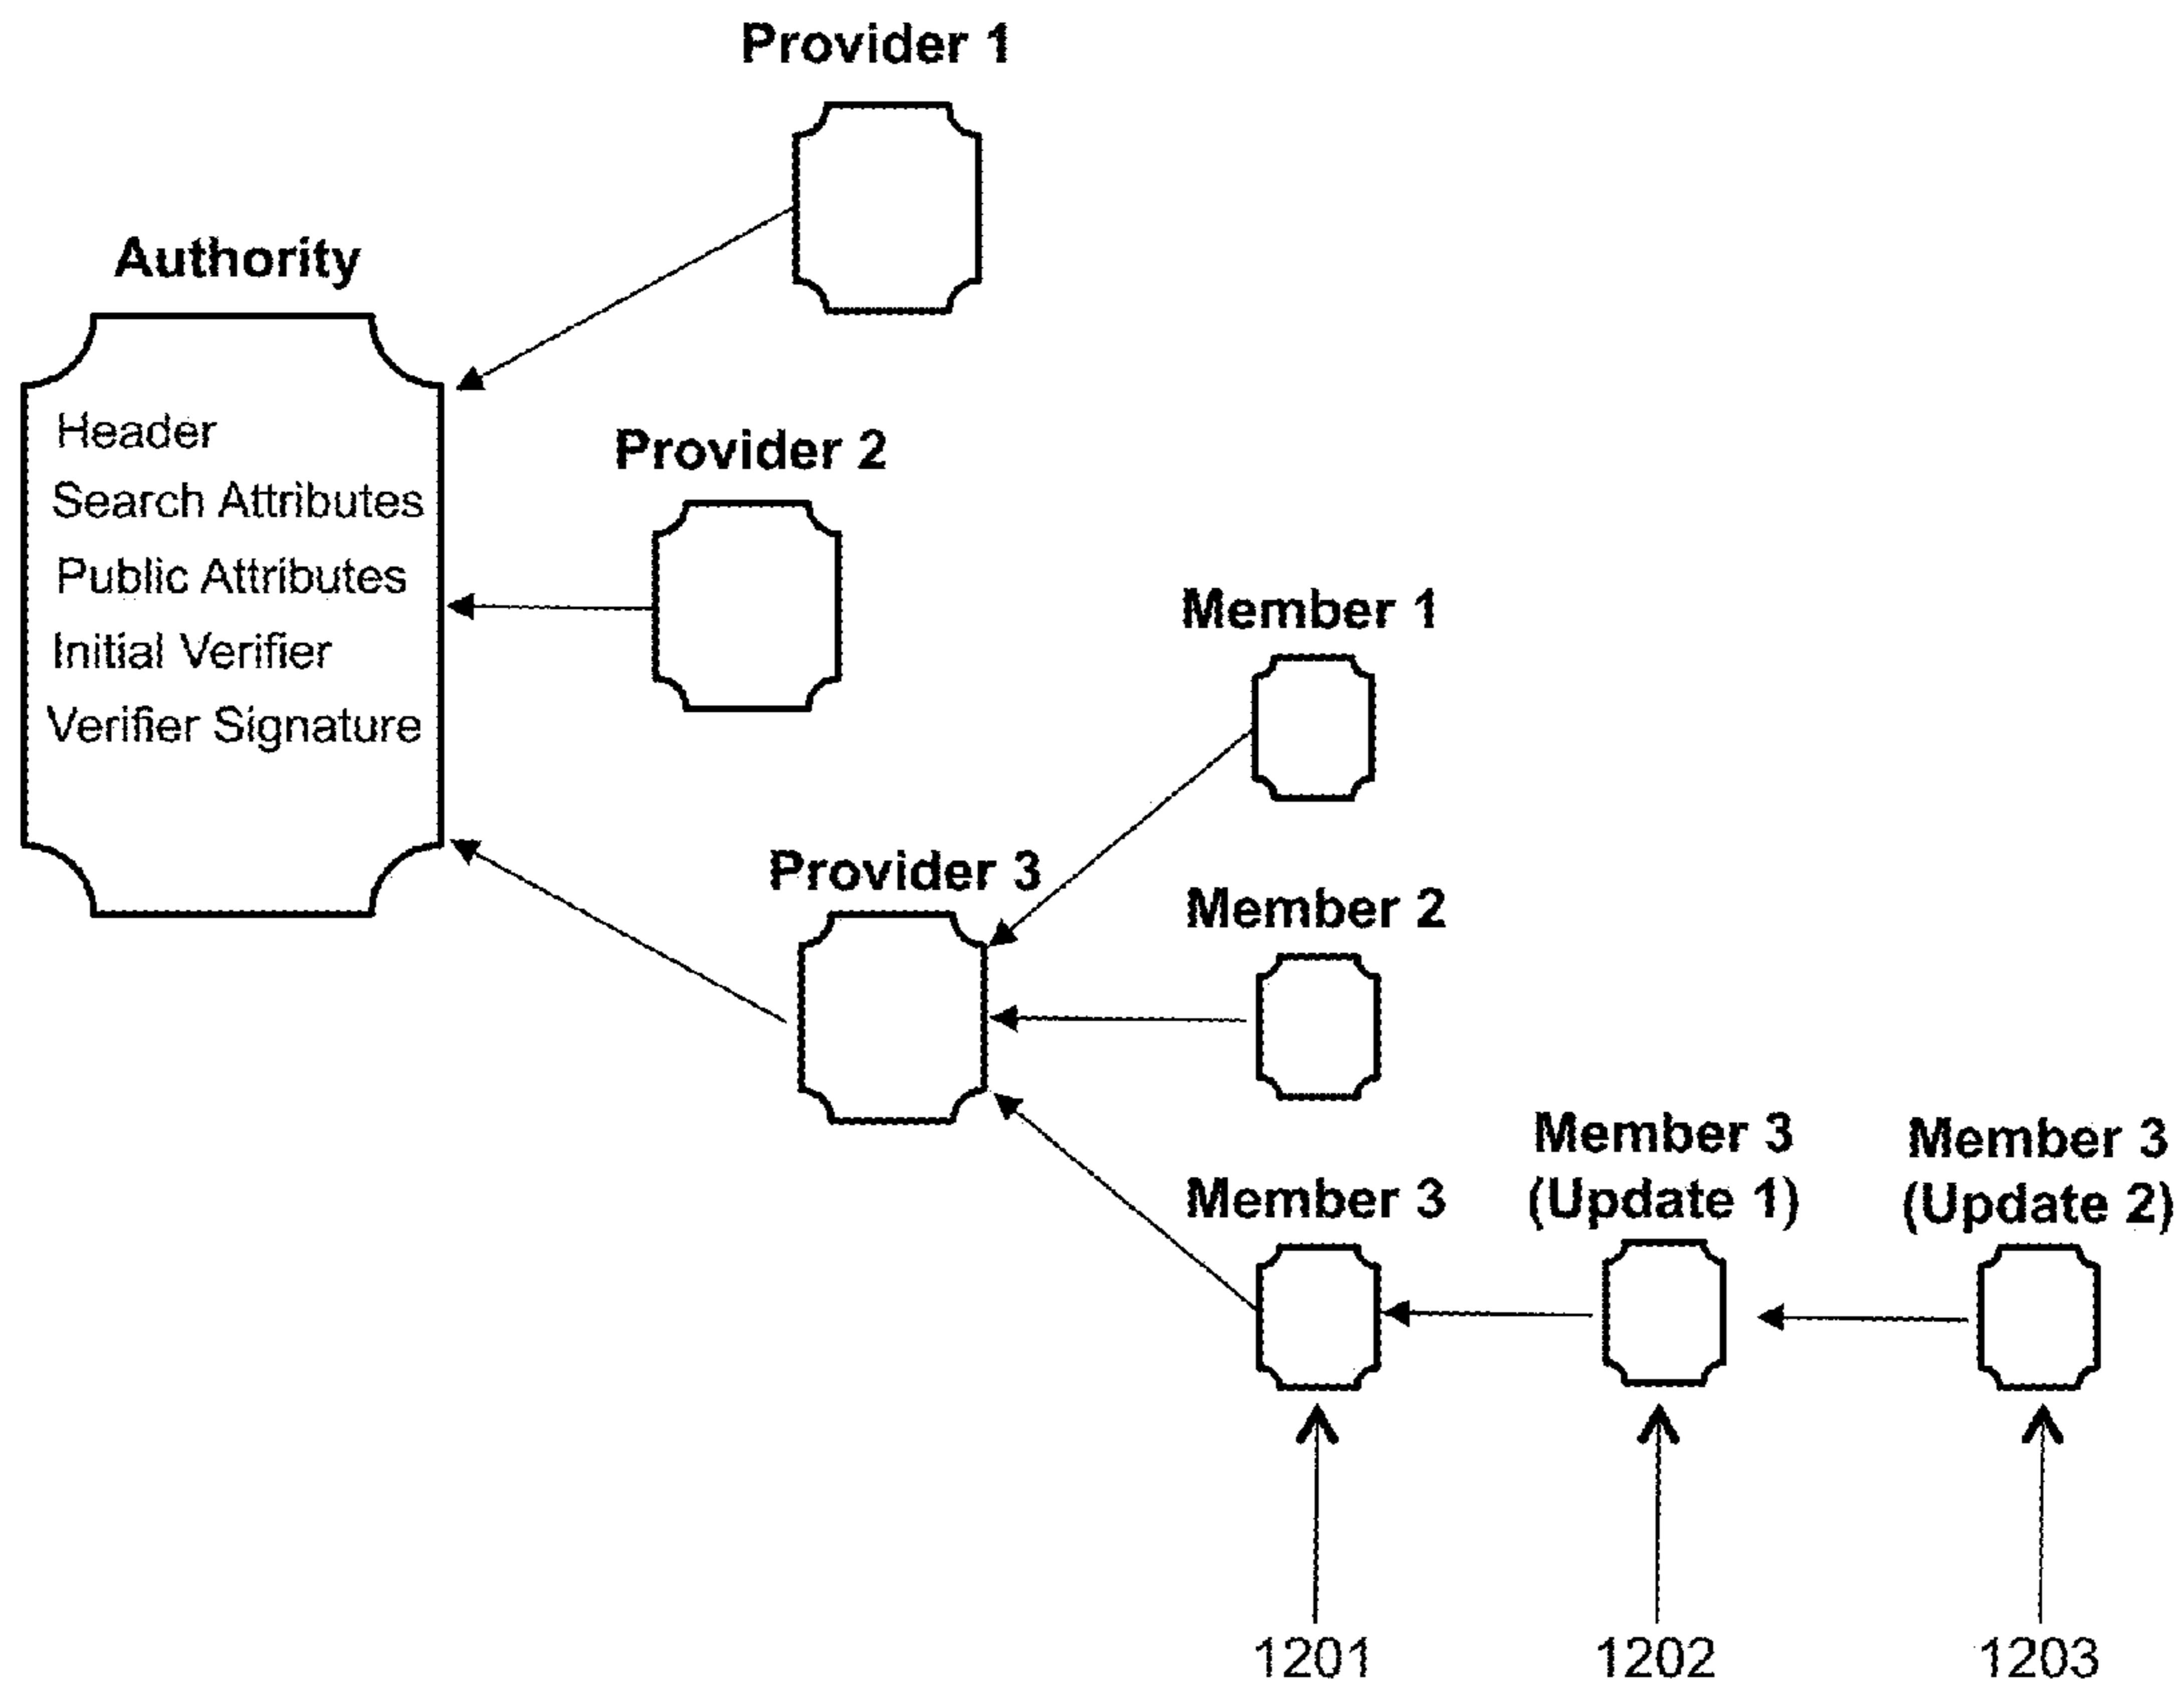 Provider 1
Authority
Header
Search Attributes
Public Attributes
Initial Verifier
Verifier Signature
Provider 2
Member 1
Provider 3
Member 2
Member 3
Member 3
(Update 1)
Member 3
(Update 2)
1201
1202
1203